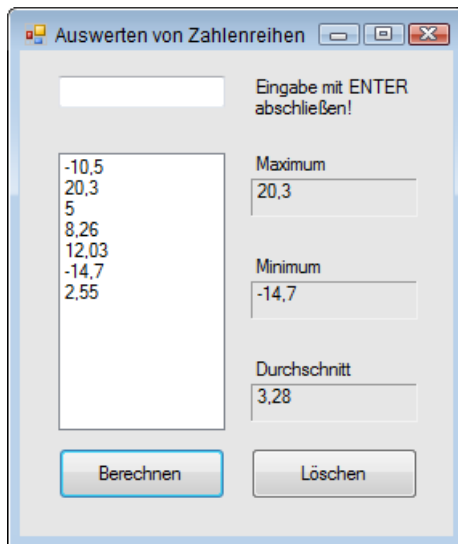 Auswerten von Zahlenreihen
Eingabe mit ENTER
abschließen!
-10,5
20,3
5
8,26
12,03
-14,7
2,55
Maximum
20,3
Minimum
-14,7
Durchschnitt
3,28
Berechnen
Löschen